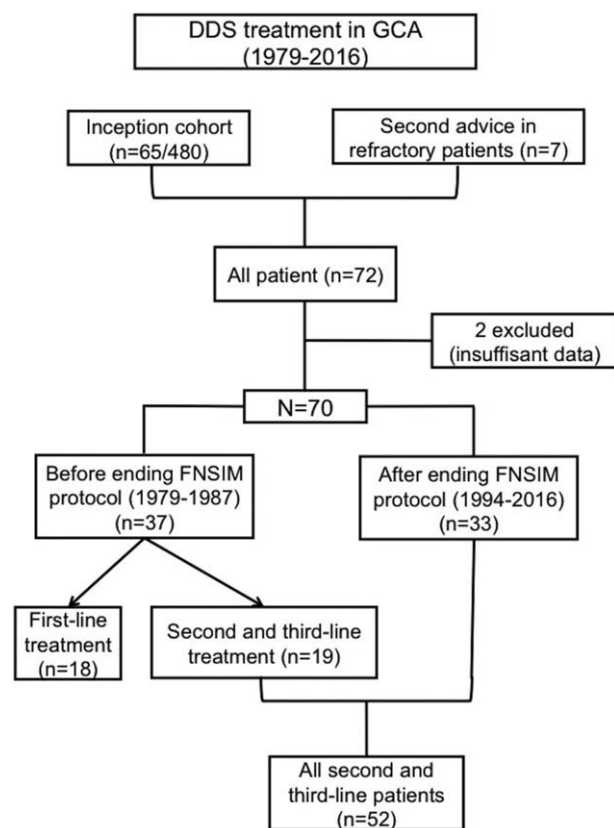 DDS treatment in GCA
(1979-2016)
Inception cohort
(n=65/480)
Second advice in
refractory patients (n=7)
All patient (n=72)
2 excluded
(insuffisant data)
N=70
Before ending FNSIM
protocol (1979-1987)
(n=37)
After ending FNSIM
protocol (1994-2016)
(n=33)
First-line
treatment
(n=18)
Second and third-line
treatment (n=19)
All second and
third-line patients
(n=52)